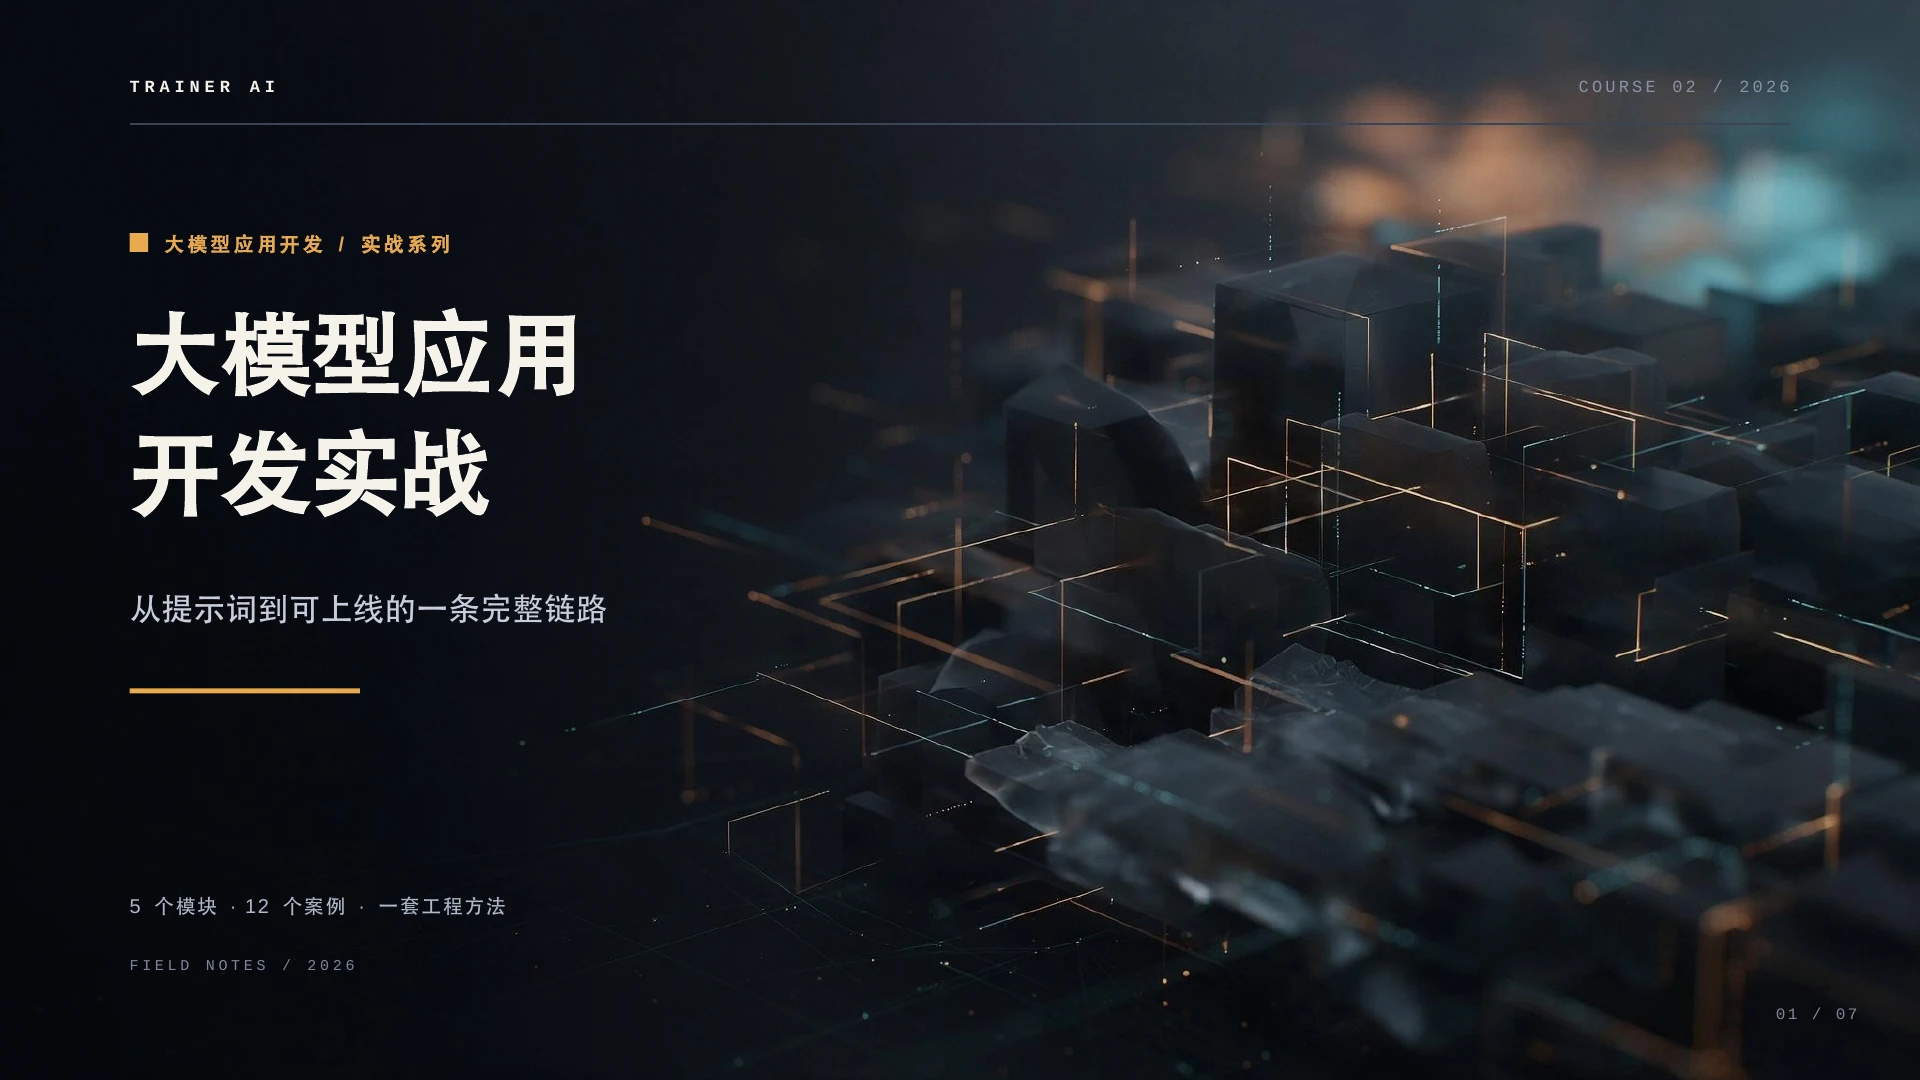 TRAINER AI
COURSE 02 / 2026
大模型应用开发 / 实战系列
大模型应用
开发实战
从提示词到可上线的一条完整链路
5 个模块 · 12 个案例 · 一套工程方法
FIELD NOTES / 2026
01 / 07